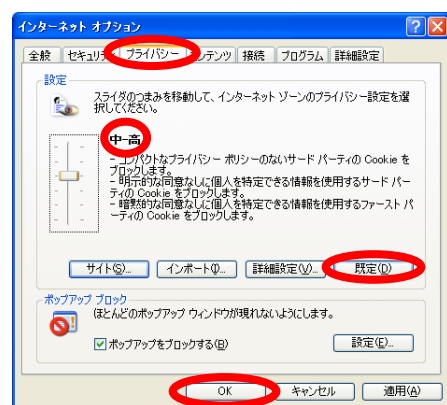 インターネット オプション
全般 セキュリテ プライバシー コンテンツ 接続 プログラム 詳細設定
設定
スライダのつまみを移動して、インターネット ゾーンのプライバシー設定を選
択してください。
中-高
- コンパクトなプライバシー ポリシーのないサード パーティの Cookie を
ブロックします。
- 明示的な同意なしに個人を特定できる情報を使用するサード パー
ティの Cookie をブロックします。
- 暗黙的な同意なしに個人を特定できる情報を使用するファースト パ
ーティの Cookie をブロックします。
サイト(S)... インポート(I)... 詳細設定(V)... 既定(D)
ポップアップ ブロック
ほとんどのポップアップ ウィンドウが現れないようにします。
ポップアップをブロックする(B) 設定(E)...
OK キャンセル 適用(A)